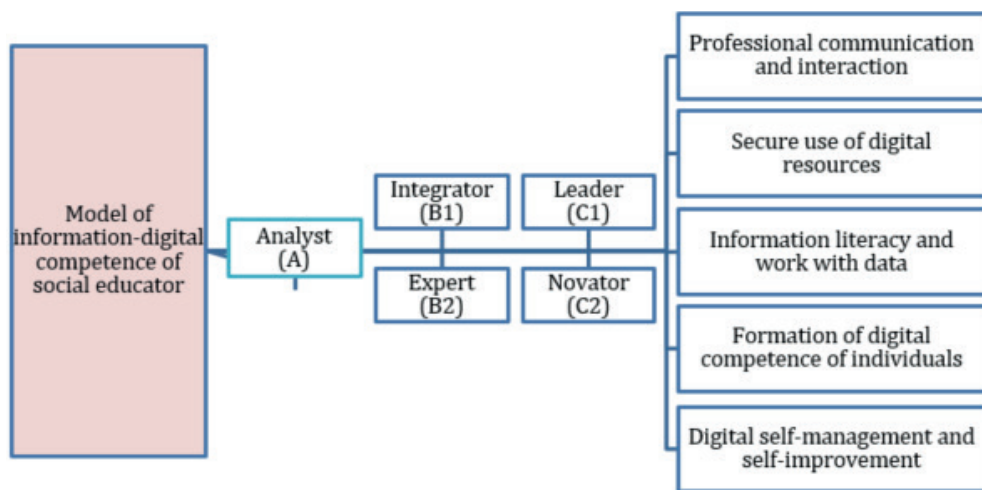 Model of
information-digital
competence of
social educator
Analyst
(A)
Integrator
(B1)
Expert
(B2)
Leader
(C1)
Novator
(C2)
Professional communication
and interaction
Secure use of digital
resources
Information literacy and
work with data
Formation of digital
competence of individuals
Digital self-management and
self-improvement